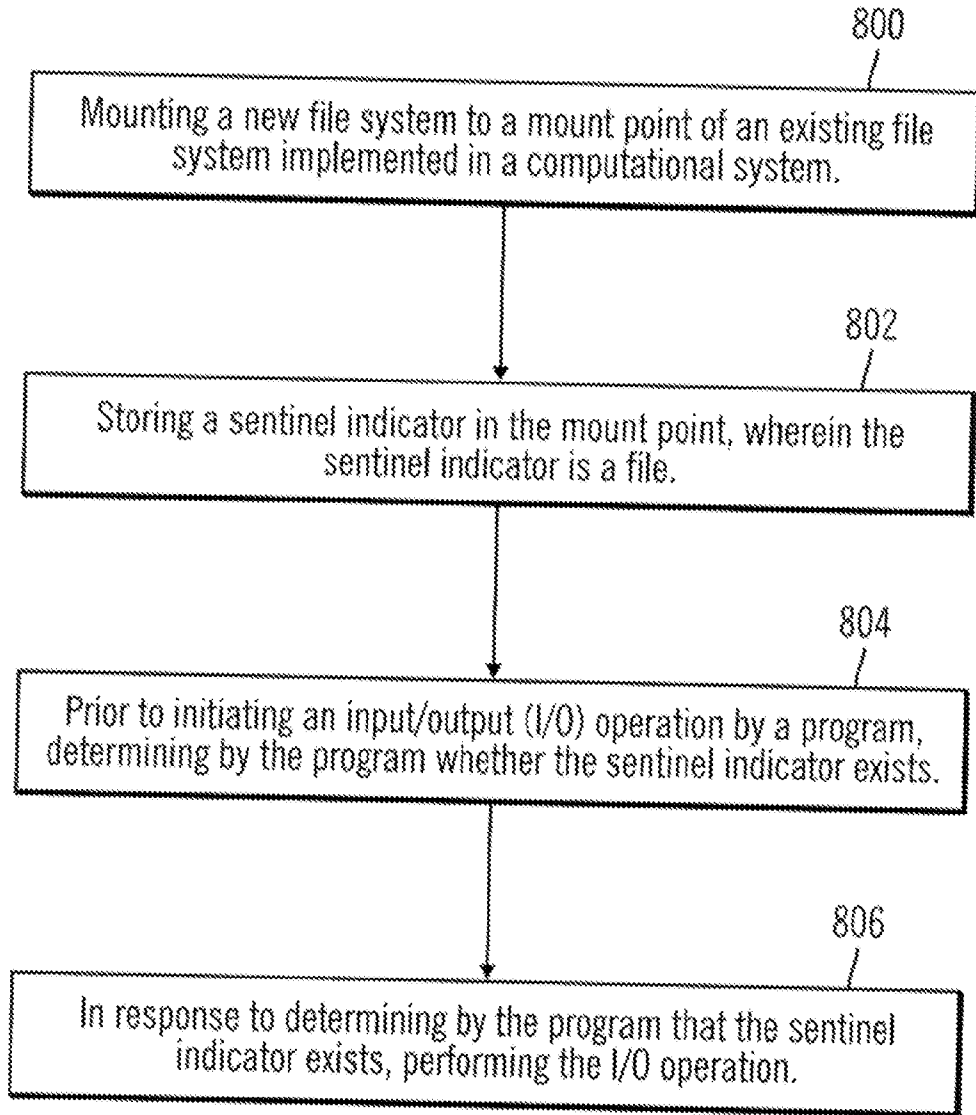 800
Mounting a new file system to a mount point of an existing file
system implemented in a computational system.
802
Storing a sentinel indicator in the mount point, wherein the
sentinel indicator is a file.
804
Prior to initiating an input/output (I/O) operation by a program,
determining by the program whether the sentinel indicator exists.
806
In response to determining by the program that the sentinel
indicator exists, performing the I/O operation.